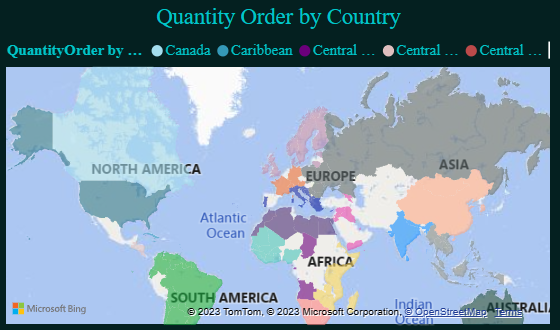 Quantity Order by Country
QuantityOrder by ... Canada Caribbean Central ... Central ... Central ...
NORTH AMERICA
EUROPE
ASIA
Atlantic
Ocean
AFRICA
SOUTH AMERICA
Indian
Ocean
AUSTRALIA
Microsoft Bing
© 2023 TomTom, © 2023 Microsoft Corporation, © OpenStreetMap Terms